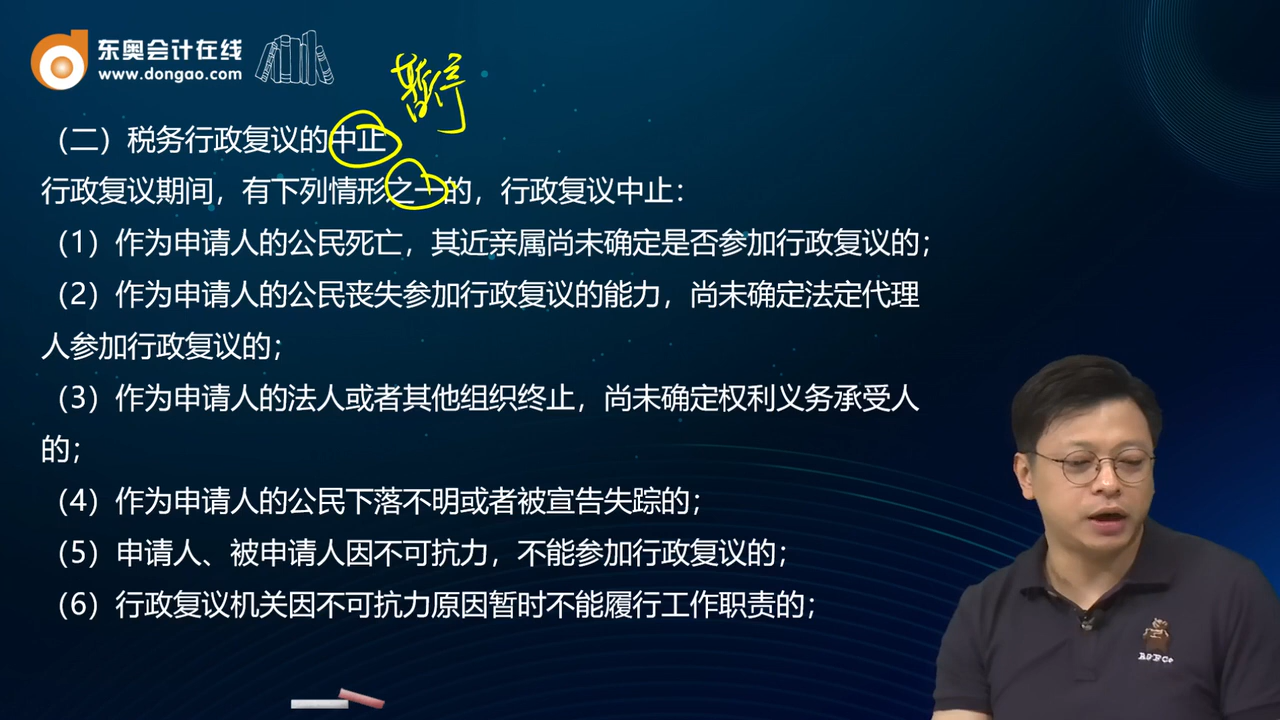 东奥会计在线
www.dongao.com
暂停
（二）税务行政复议的中止
行政复议期间，有下列情形之一的，行政复议中止：
（1）作为申请人的公民死亡，其近亲属尚未确定是否参加行政复议的；
（2）作为申请人的公民丧失参加行政复议的能力，尚未确定法定代理
人参加行政复议的；
（3）作为申请人的法人或者其他组织终止，尚未确定权利义务承受人
的；
（4）作为申请人的公民下落不明或者被宣告失踪的；
（5）申请人、被申请人因不可抗力，不能参加行政复议的；
（6）行政复议机关因不可抗力原因暂时不能履行工作职责的；